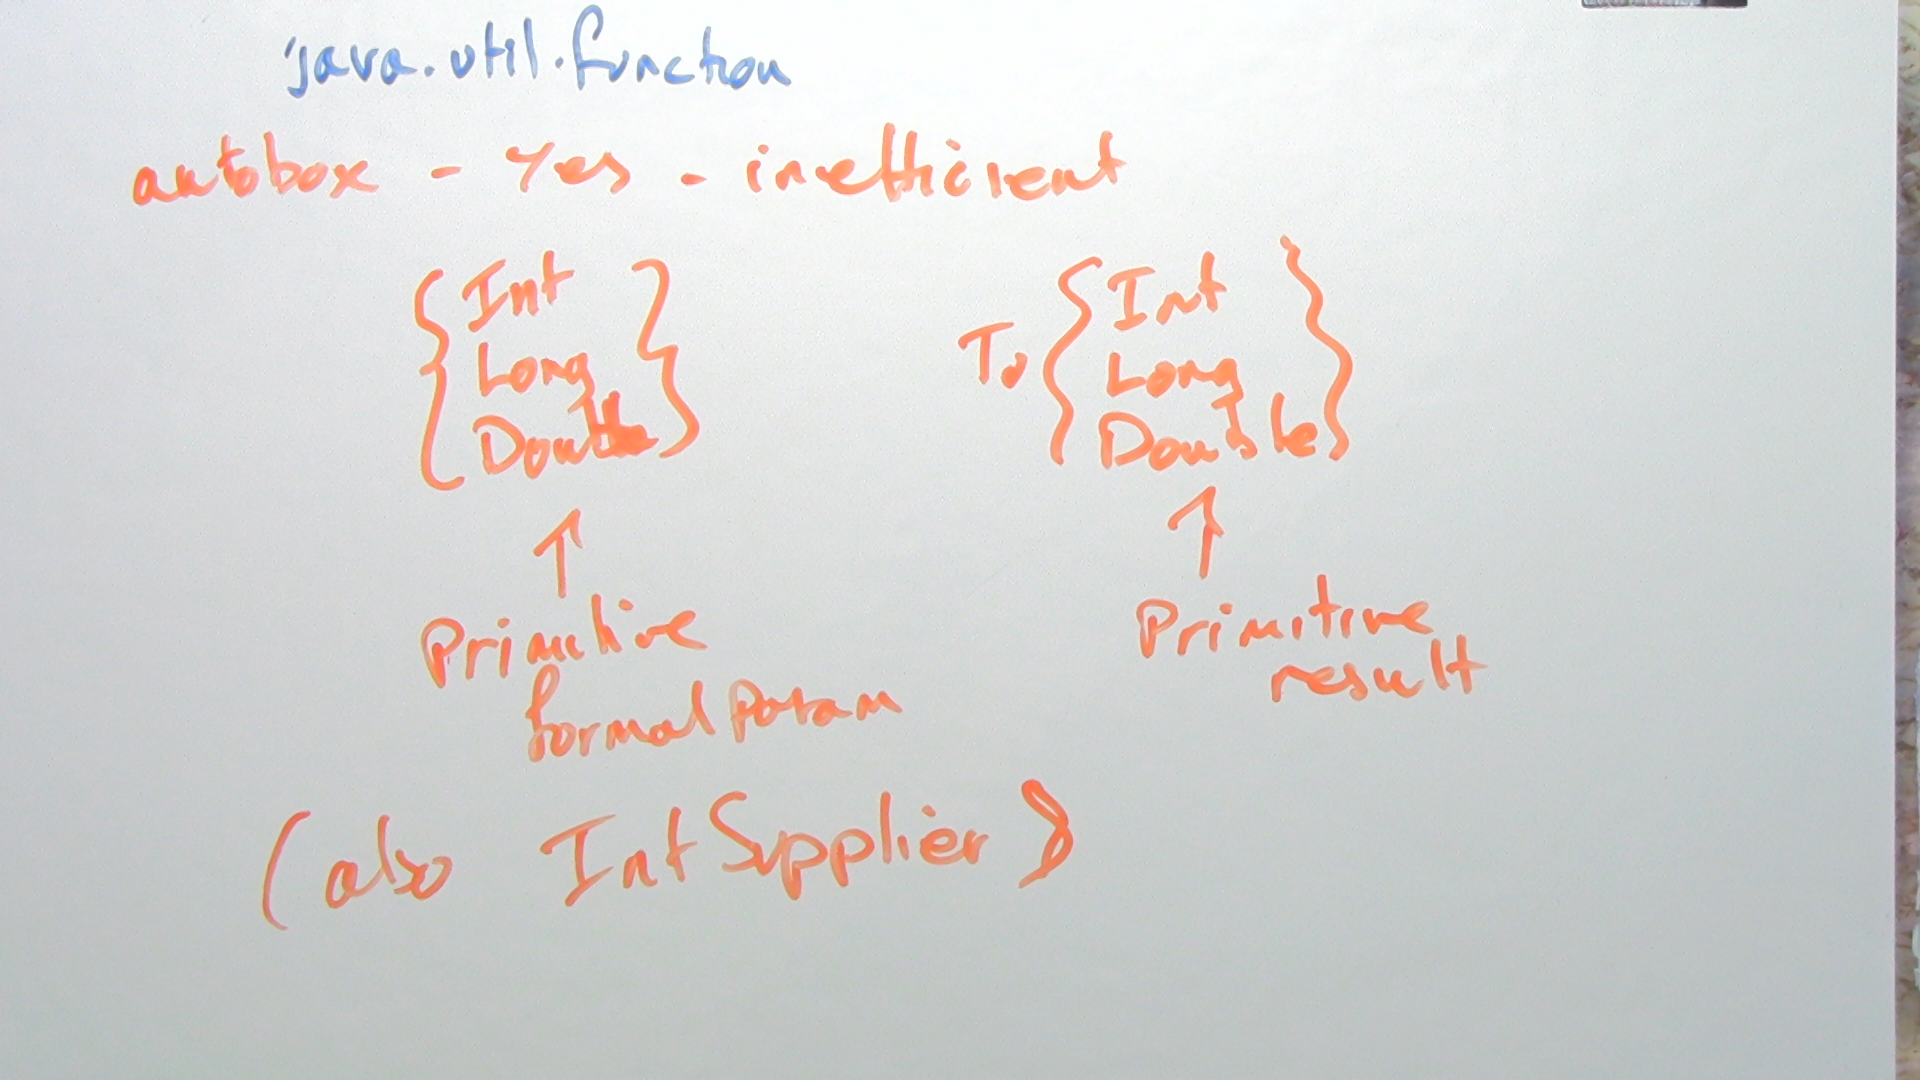 java.util.function
autobox - Yes - inefficient
{ Int }
{ Long }
{ Double }
To { Int }
{ Long }
{ Double }
↑
Primitive
formal param
↑
Primitive
result
(also IntSupplier)